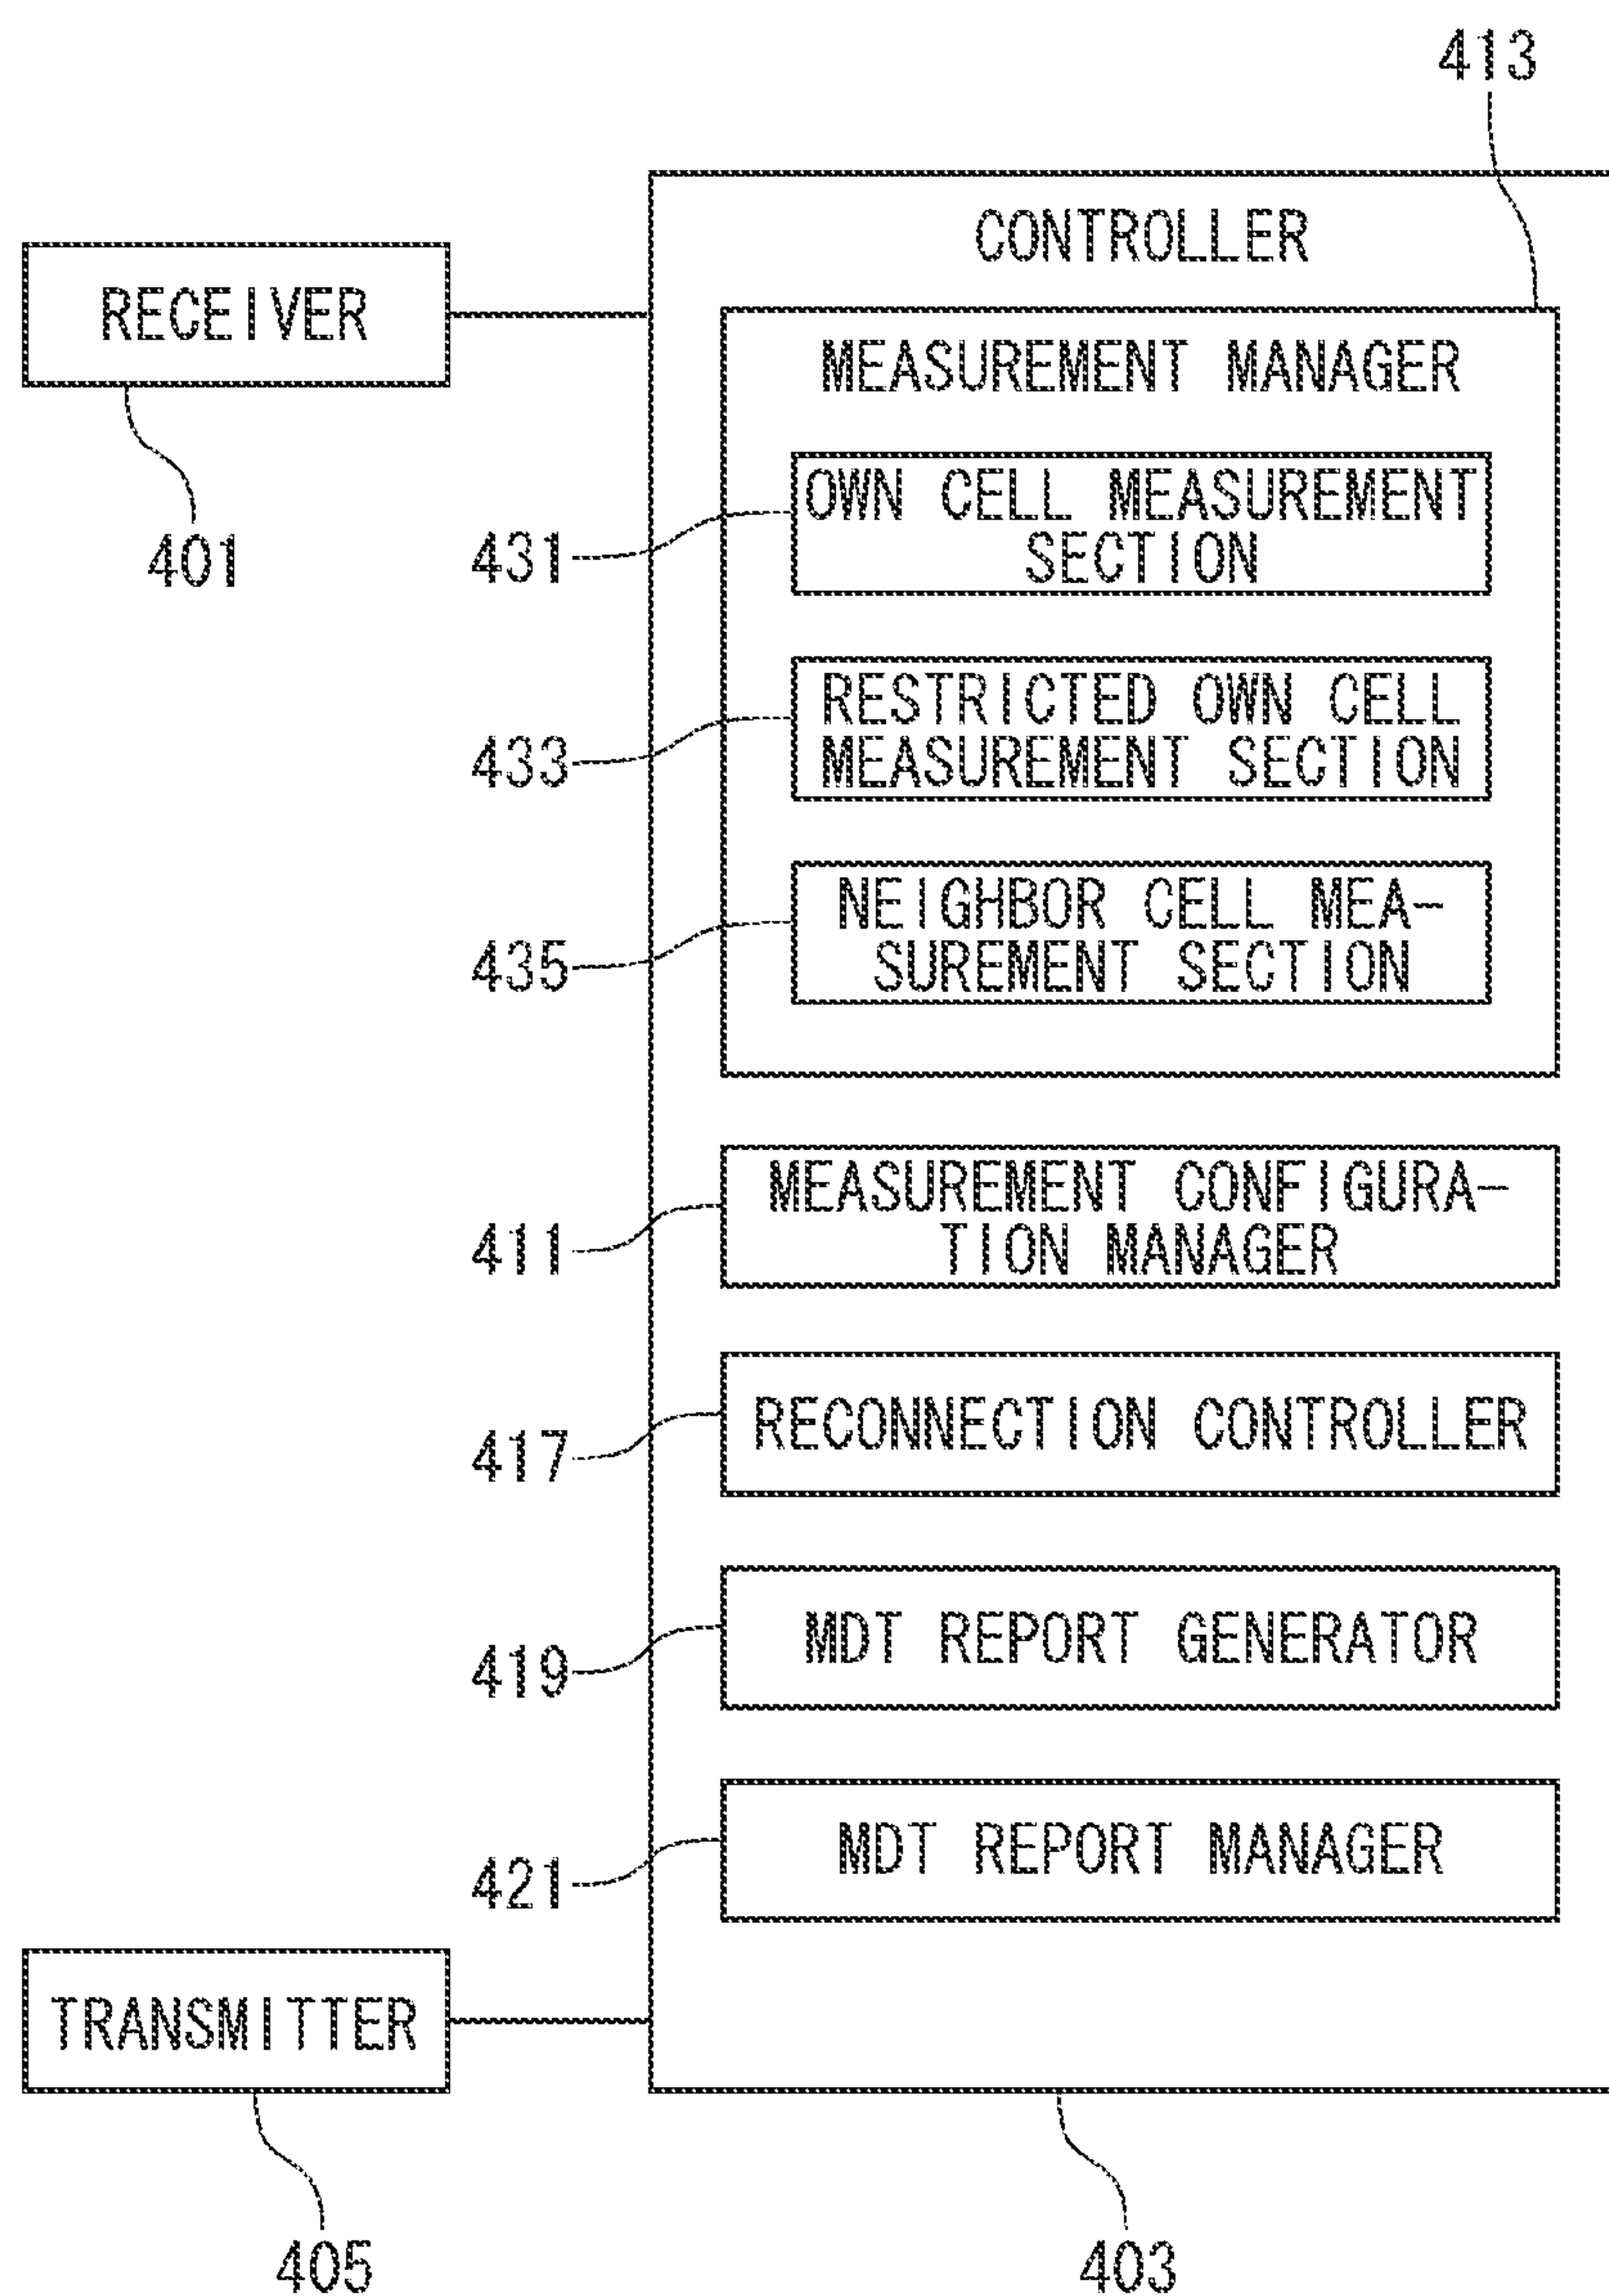 413
CONTROLLER
RECEIVER
401
MEASUREMENT MANAGER
431
OWN CELL MEASUREMENT
SECTION
433
RESTRICTED OWN CELL
MEASUREMENT SECTION
435
NEIGHBOR CELL MEA-
SUREMENT SECTION
411
MEASUREMENT CONFIGURA-
TION MANAGER
417
RECONNECTION CONTROLLER
419
MDT REPORT GENERATOR
421
MDT REPORT MANAGER
TRANSMITTER
405
403